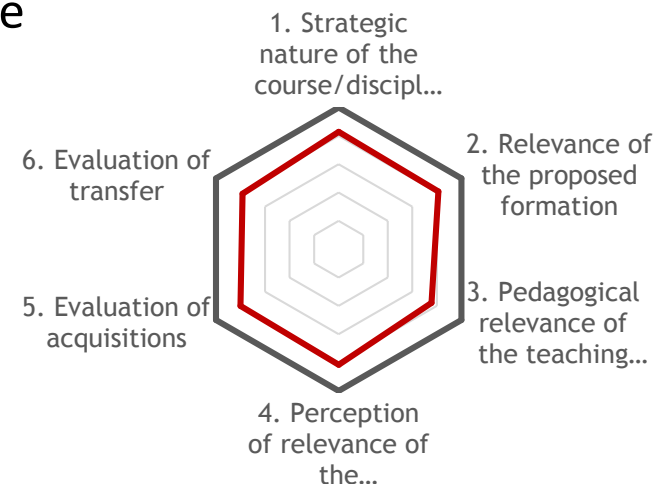 e
1. Strategic
nature of the
course/discipl…
2. Relevance of
the proposed
formation
3. Pedagogical
relevance of
the teaching…
4. Perception
of relevance of
the…
5. Evaluation of
acquisitions
6. Evaluation of
transfer